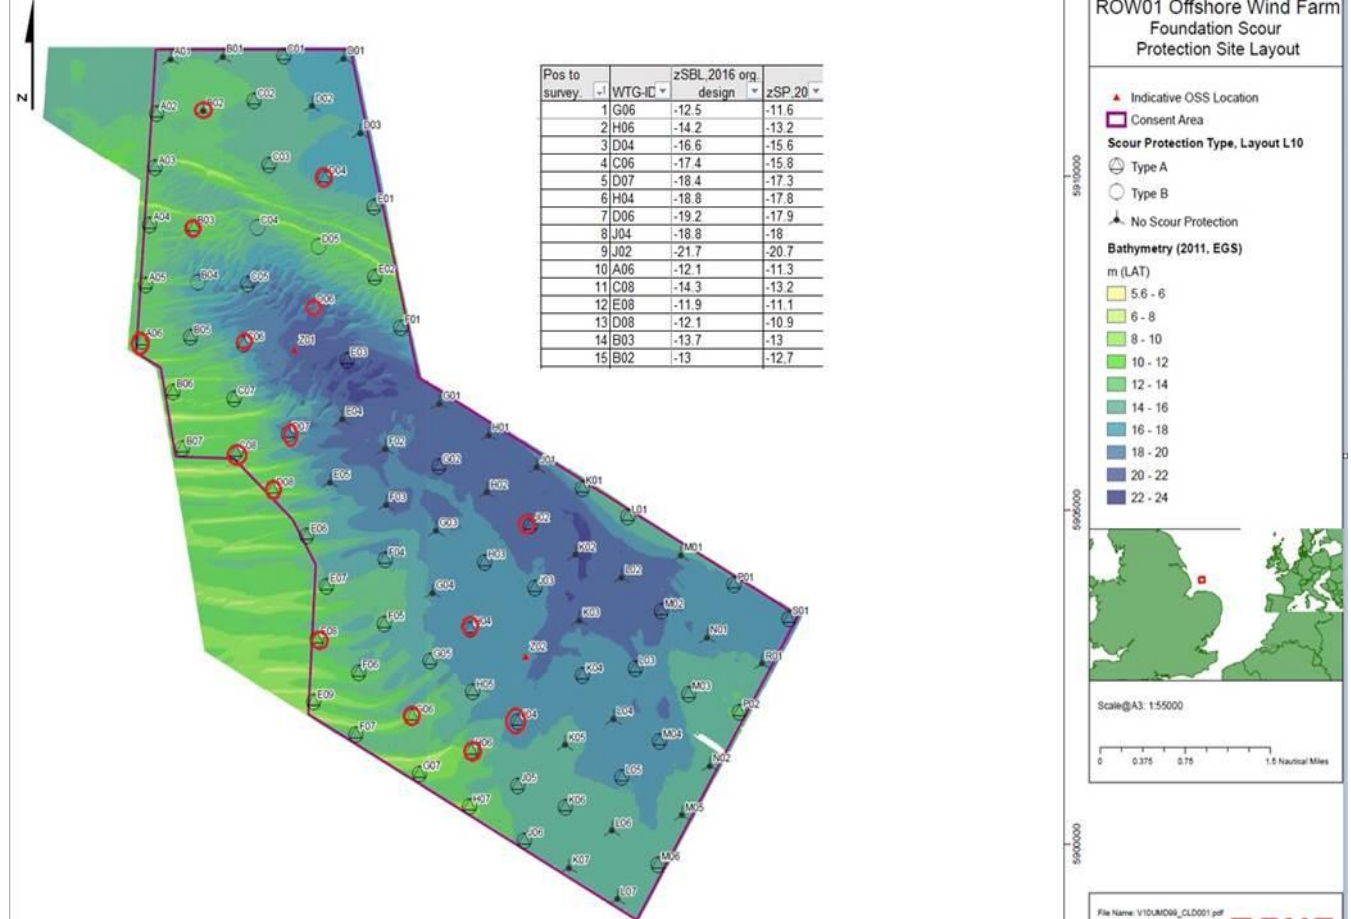 ROW01 Offshore Wind Farm
Foundation Scour
Protection Site Layout
Indicative OSS Location
Consent Area
Scour Protection Type, Layout L10
Type A
Type B
No Scour Protection
Bathymetry (2011, EGS)
m (LAT)
5.6 - 6
6 - 8
8 - 10
10 - 12
12 - 14
14 - 16
16 - 18
18 - 20
20 - 22
22 - 24
Scale@A3: 1:55000
0 0.375 0.75 1.5 Nautical Miles
File Name: V10UMD99_CLD001.pdf
5910000
5905000
5900000
N
Pos to survey. WTG-ID zSBL,2016 org. design zSP,20
1 G06 -12.5 -11.6
2 H06 -14.2 -13.2
3 D04 -16.6 -15.6
4 C06 -17.4 -15.8
5 D07 -18.4 -17.3
6 H04 -18.8 -17.8
7 D06 -19.2 -17.9
8 J04 -18.8 -18
9 J02 -21.7 -20.7
10 A06 -12.1 -11.3
11 C08 -14.3 -13.2
12 E08 -11.9 -11.1
13 D08 -12.1 -10.9
14 B03 -13.7 -13
15 B02 -13 -12.7
A01 B01 C01 D01
A02 B02 C02 D02
D03
A03 C03 D04
E01
A04 B03 C04
D05
A05 B04 C05 E02
D06
A06 B05 C06 Z01 E03 F01
B06 C07 G01
E04
B07 C08 D07 F02 H01
G02 J01
D08 E05 H02 K01
F03 L01
E06 G03 J02
F04 H03 K02 M01
E07 G04 J03 L02 P01
F05 K03 M02 S01
E08 H04 N01
F06 G05 Z02 K04 L03 R01
E09 H05 M03
F07 G06 J04 L04 P02
H06 K05 M04
G07 J05 L05 N02
H07 K06 M05
J06 L06
K07 M06
L07